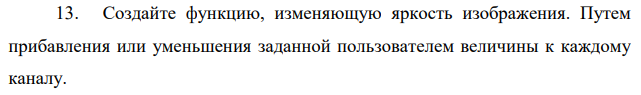 13. Создайте функцию, изменяющую яркость изображения. Путем
прибавления или уменьшения заданной пользователем величины к каждому
каналу.